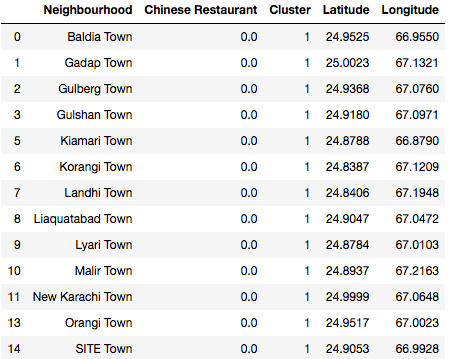 Neighbourhood Chinese Restaurant Cluster Latitude Longitude
0 Baldia Town 0.0 1 24.9525 66.9550
1 Gadap Town 0.0 1 25.0023 67.1321
2 Gulberg Town 0.0 1 24.9368 67.0760
3 Gulshan Town 0.0 1 24.9180 67.0971
5 Kiamari Town 0.0 1 24.8788 66.8790
6 Korangi Town 0.0 1 24.8387 67.1209
7 Landhi Town 0.0 1 24.8406 67.1948
8 Liaquatabad Town 0.0 1 24.9047 67.0472
9 Lyari Town 0.0 1 24.8784 67.0103
10 Malir Town 0.0 1 24.8937 67.2163
11 New Karachi Town 0.0 1 24.9999 67.0648
13 Orangi Town 0.0 1 24.9517 67.0023
14 SITE Town 0.0 1 24.9053 66.9928